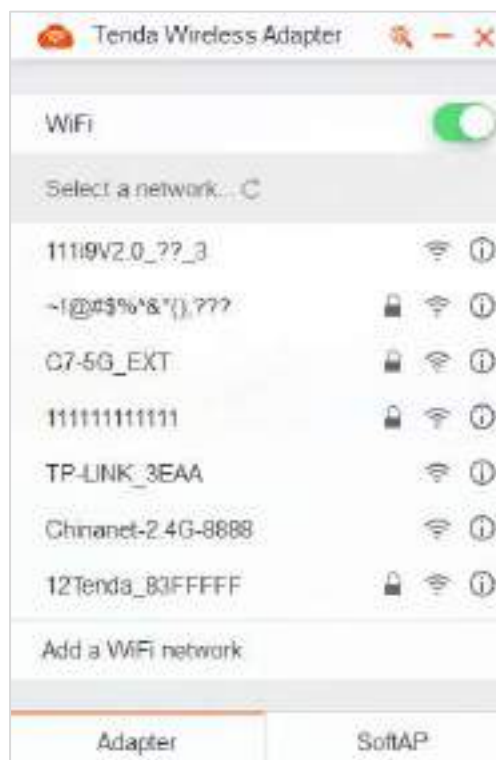 Tenda Wireless Adapter
WiFi
Select a network...
111i9V2.0_??_3
~!@#$%^&*(),???
C7-5G_EXT
111111111111
TP-LINK_3EAA
Chinanet-2.4G-8888
12Tenda_83FFFFF
Add a WiFi network
Adapter SoftAP